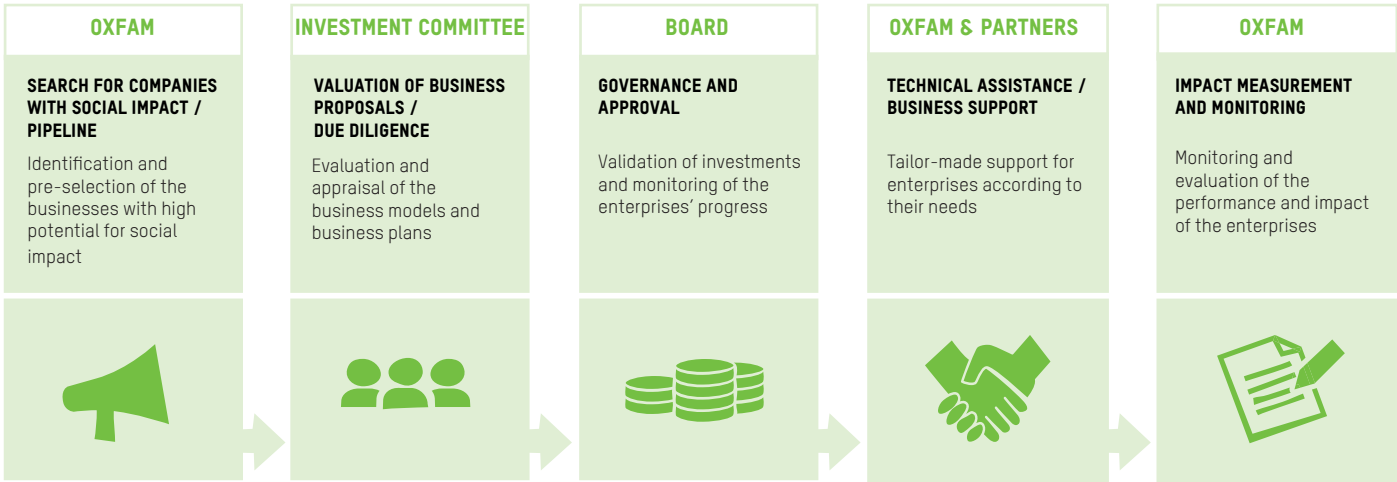 OXFAM
SEARCH FOR COMPANIES
WITH SOCIAL IMPACT /
PIPELINE
Identification and
pre-selection of the
businesses with high
potential for social
impact
INVESTMENT COMMITTEE
VALUATION OF BUSINESS
PROPOSALS /
DUE DILIGENCE
Evaluation and
appraisal of the
business models and
business plans
BOARD
GOVERNANCE AND
APPROVAL
Validation of investments
and monitoring of the
enterprises’ progress
OXFAM & PARTNERS
TECHNICAL ASSISTANCE /
BUSINESS SUPPORT
Tailor-made support for
enterprises according to
their needs
OXFAM
IMPACT MEASUREMENT
AND MONITORING
Monitoring and
evaluation of the
performance and impact
of the enterprises